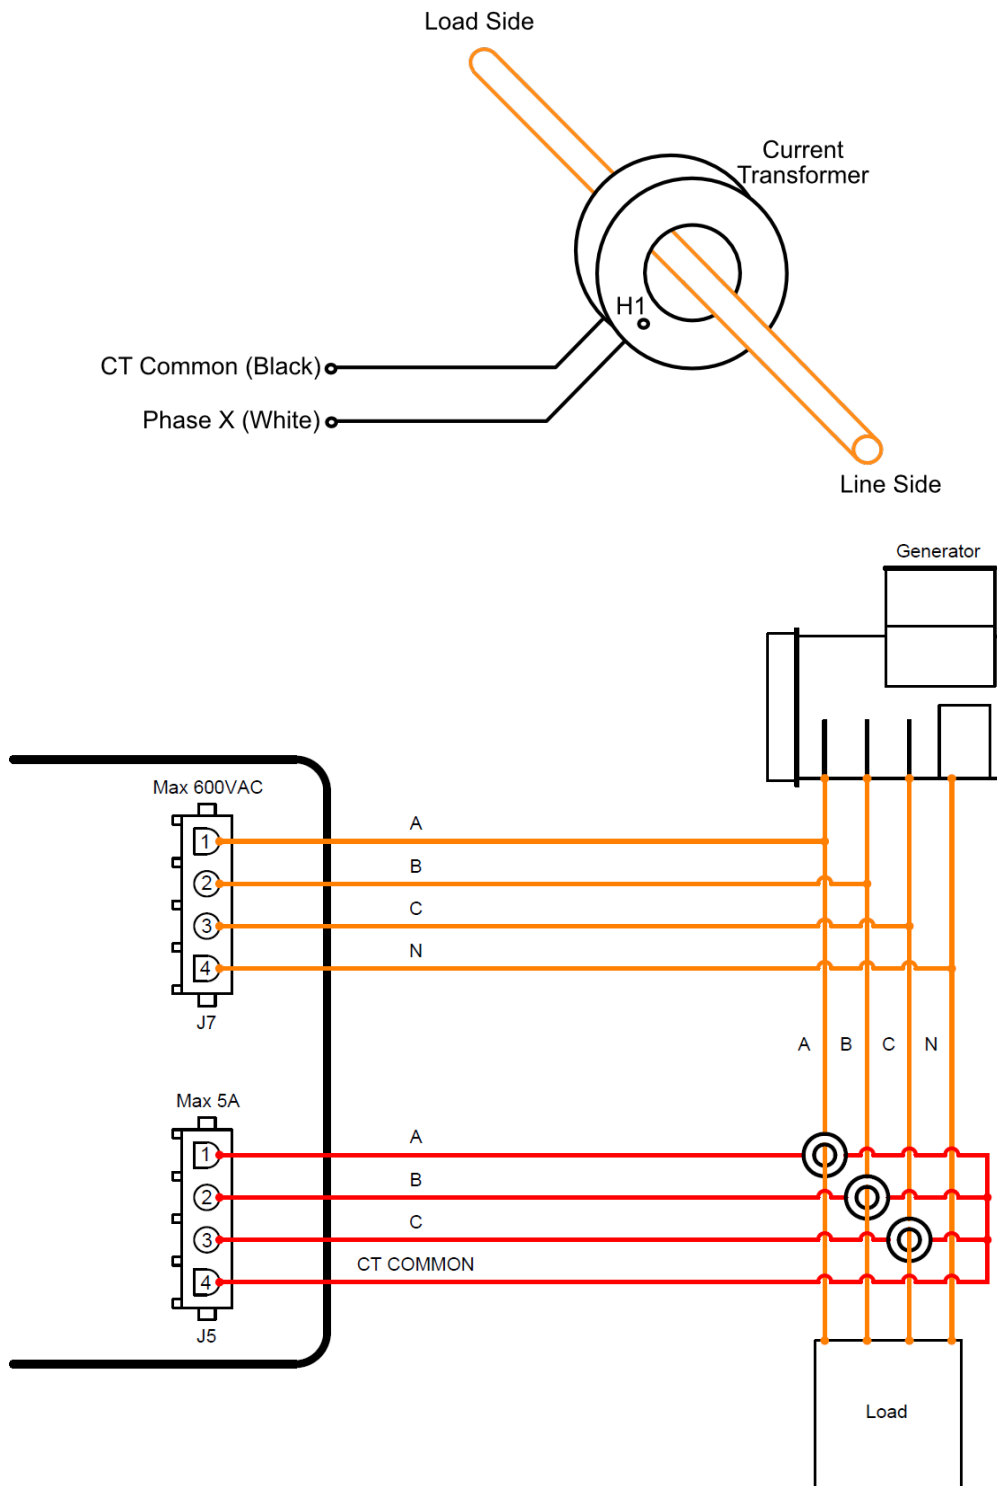 Load Side
Current
Transformer
H1
CT Common (Black)
Phase X (White)
Line Side
Generator
Max 600VAC
1
A
2
B
3
C
4
N
J7
A B C N
Max 5A
1
A
2
B
3
C
4
CT COMMON
J5
Load